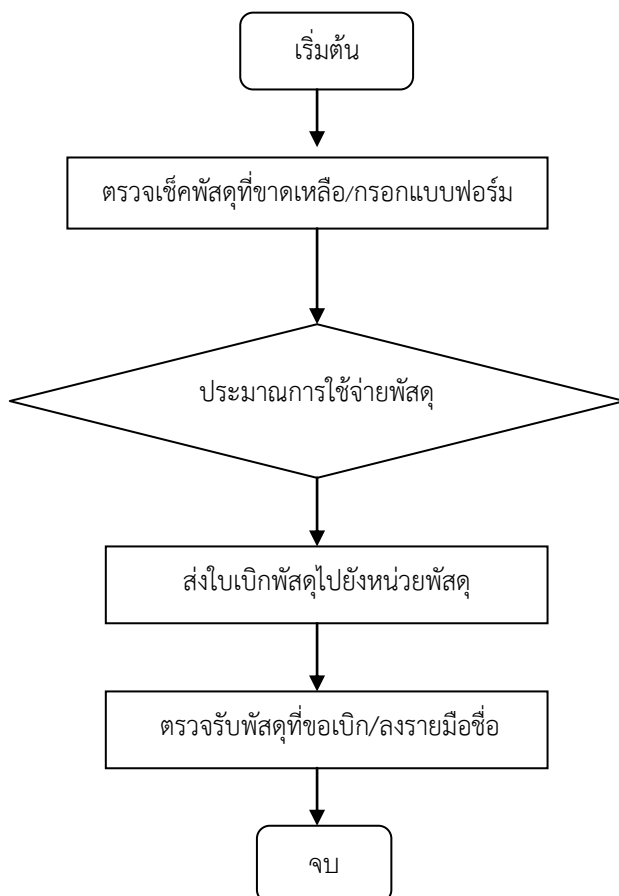 เริ่มต้น
ตรวจเช็คพัสดุที่ขาดเหลือ/กรอกแบบฟอร์ม
ประมาณการใช้จ่ายพัสดุ
ส่งใบเบิกพัสดุไปยังหน่วยพัสดุ
ตรวจรับพัสดุที่ขอเบิก/ลงรายมือชื่อ
จบ